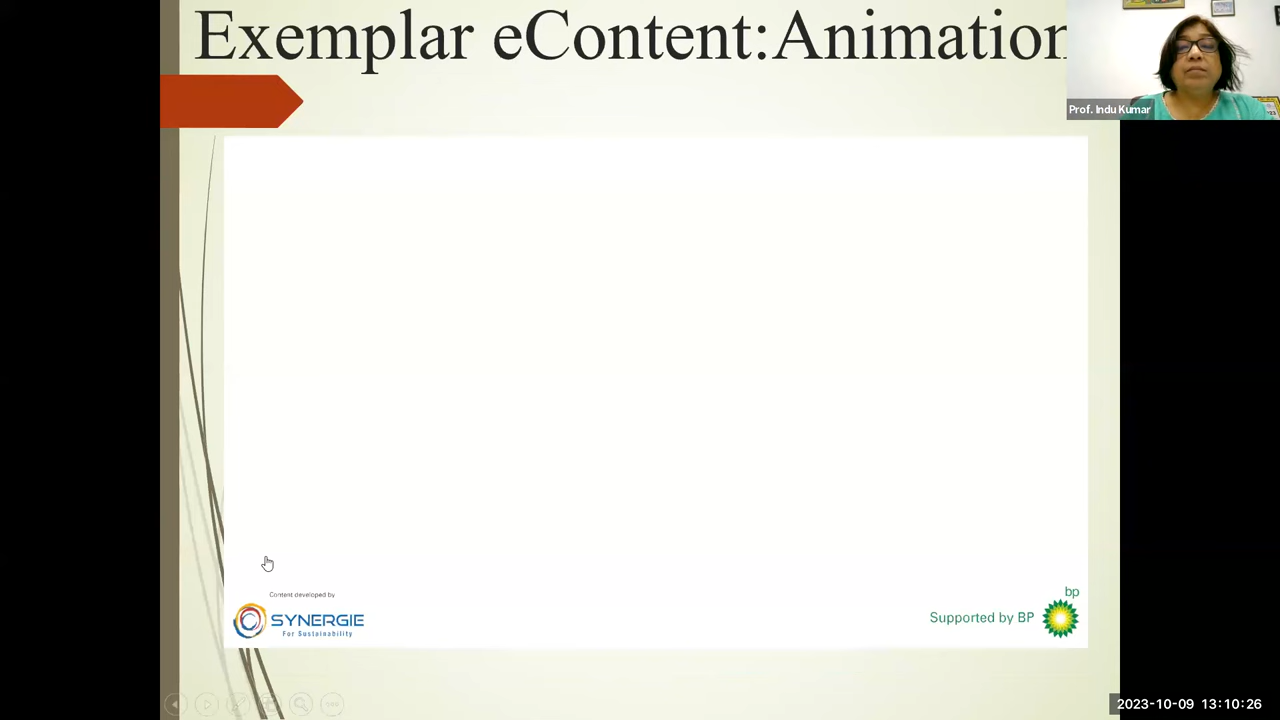 Exemplar eContent:Animation
Prof. Indu Kumar
Content developed by
SYNERGIE
For Sustainability
bp
Supported by BP
2023-10-09 13:10:26